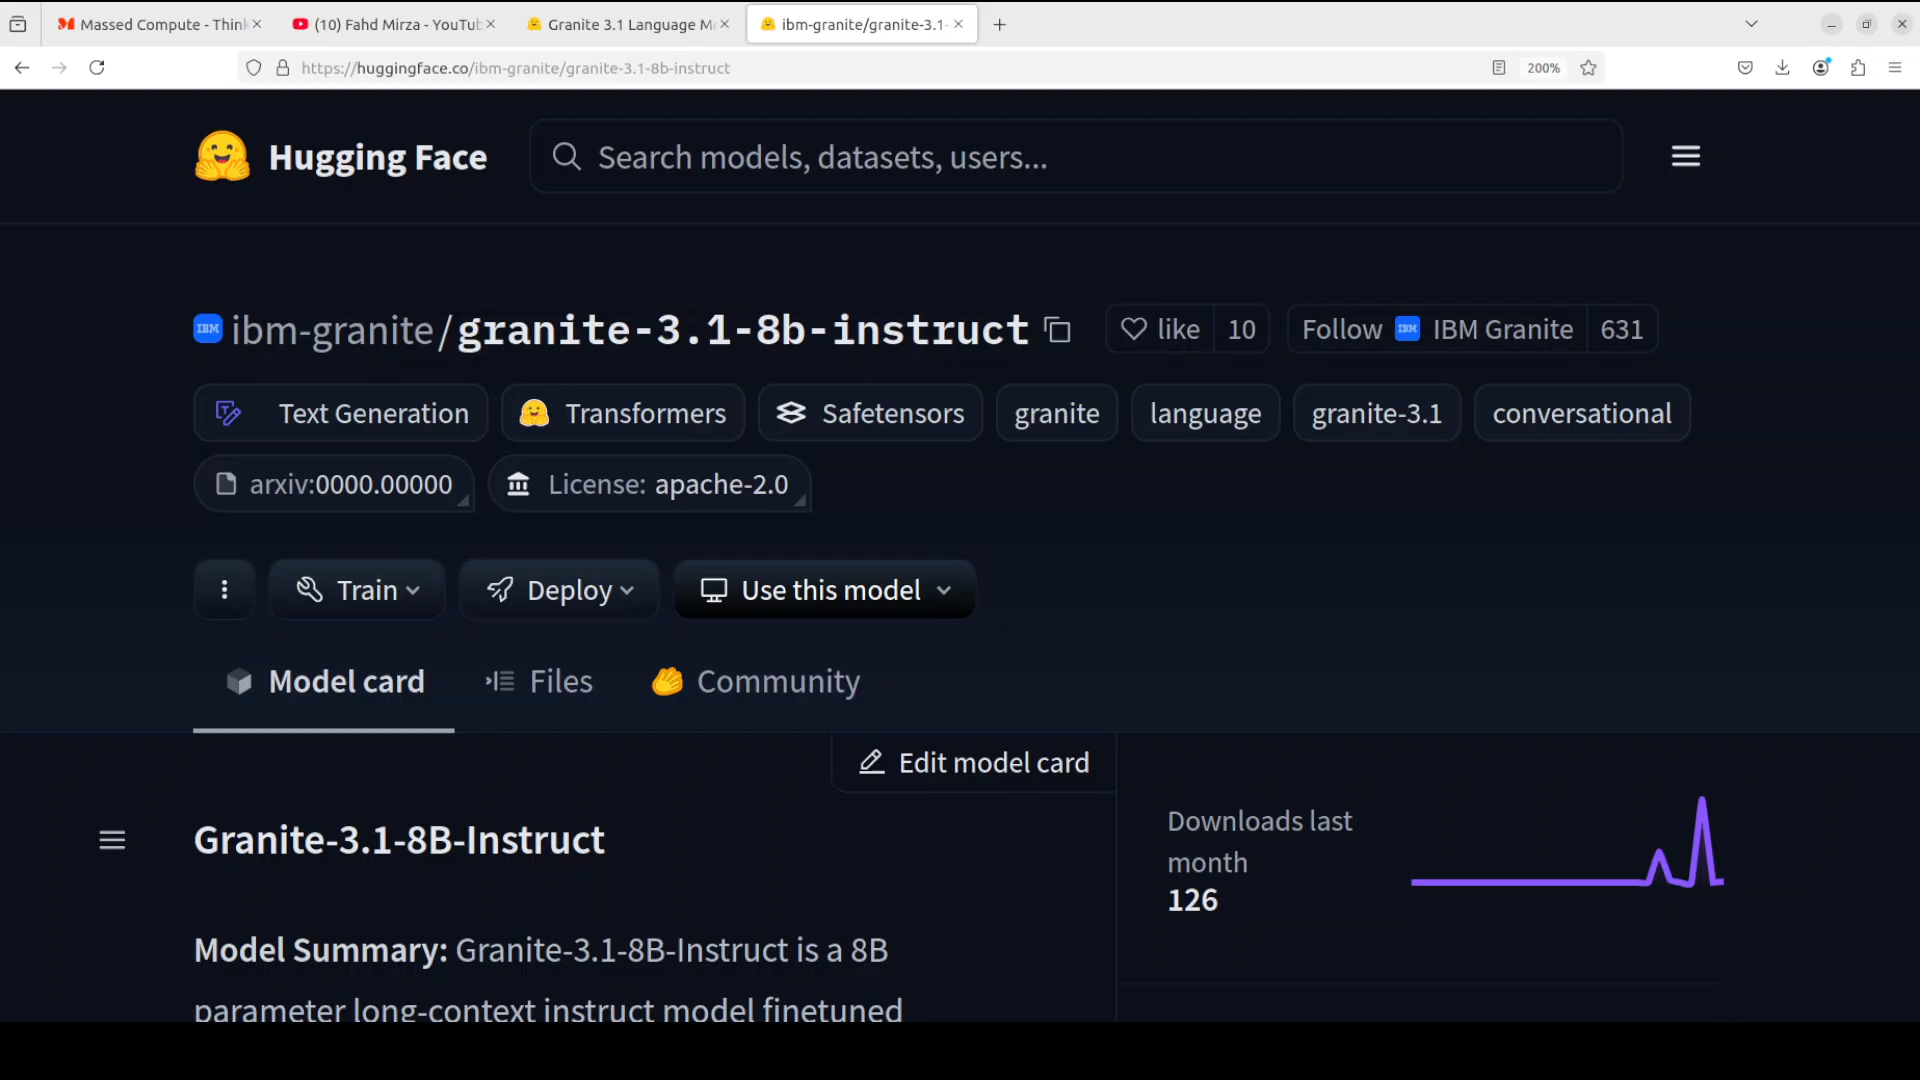 Massed Compute - Think
(10) Fahd Mirza - YouTub
Granite 3.1 Language Mo
ibm-granite/granite-3.1-
https://huggingface.co/ibm-granite/granite-3.1-8b-instruct
200%
Hugging Face
Search models, datasets, users...
IBM ibm-granite/granite-3.1-8b-instruct
like 10
Follow IBM IBM Granite 631
Text Generation
Transformers
Safetensors
granite
language
granite-3.1
conversational
arxiv:0000.00000
License: apache-2.0
Train
Deploy
Use this model
Model card
Files
Community
Edit model card
Granite-3.1-8B-Instruct
Downloads last
month
126
Model Summary: Granite-3.1-8B-Instruct is a 8B
parameter long-context instruct model finetuned